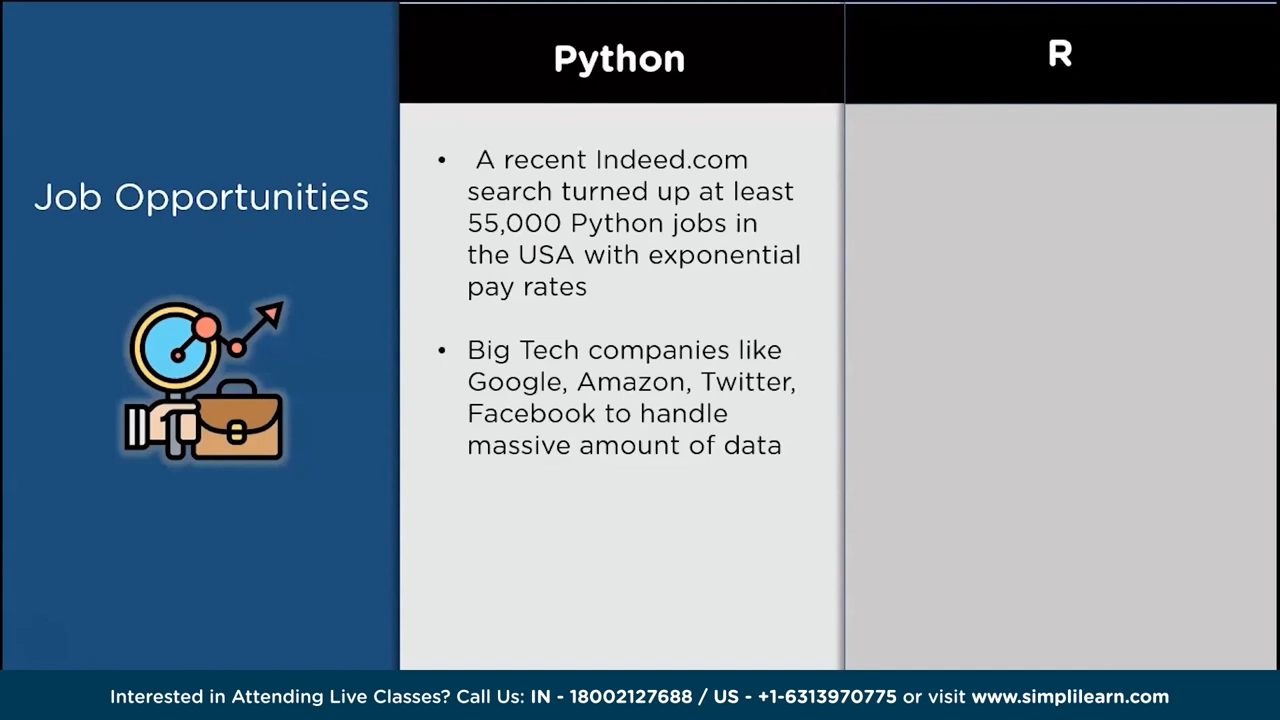 Python
R
Job Opportunities
• A recent Indeed.com
search turned up at least
55,000 Python jobs in
the USA with exponential
pay rates
• Big Tech companies like
Google, Amazon, Twitter,
Facebook to handle
massive amount of data
Interested in Attending Live Classes? Call Us: IN - 18002127688 / US - +1-6313970775 or visit www.simplilearn.com